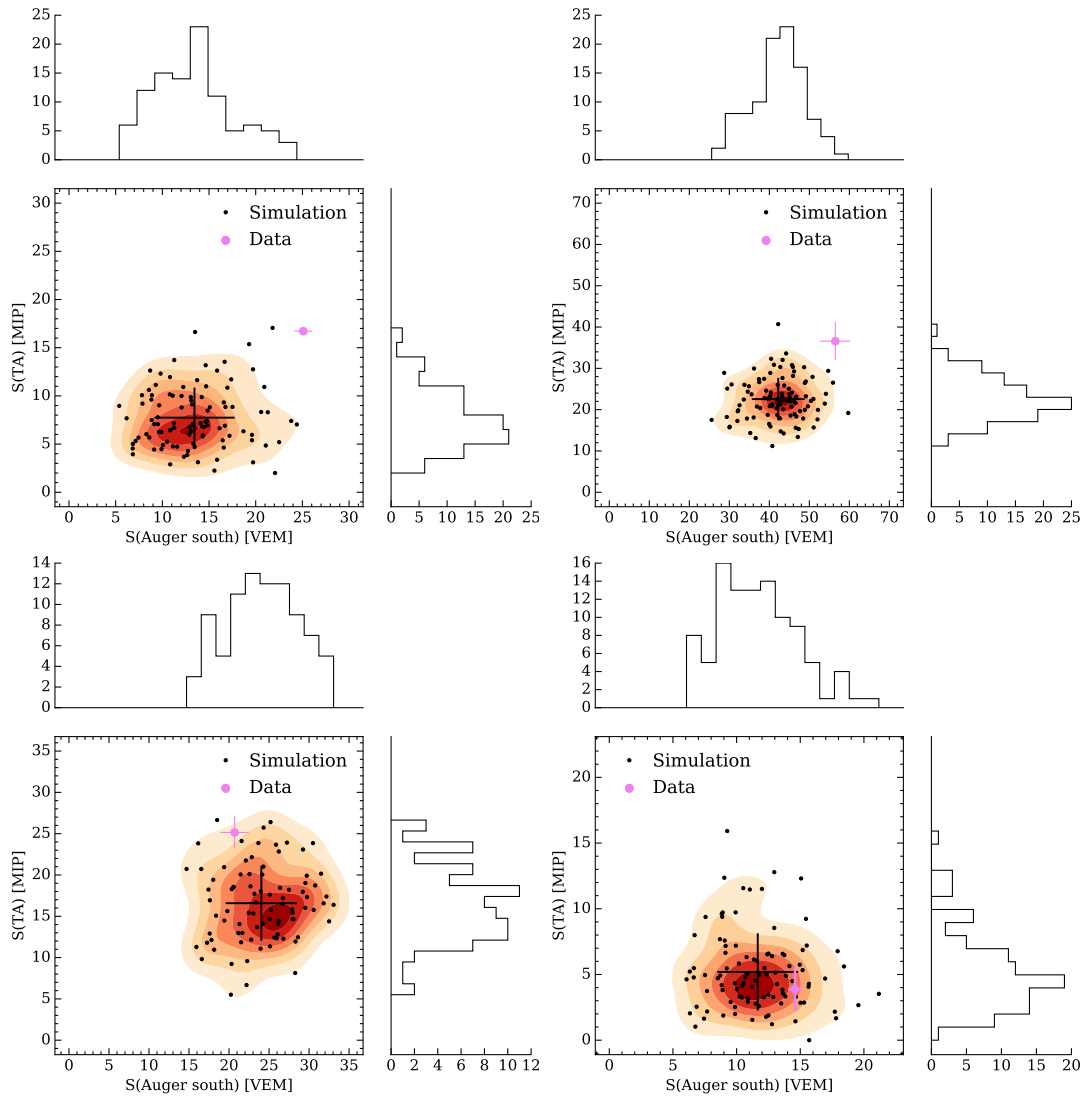 25
20
15
10
5
0
25
20
15
10
5
0
30
25
20
15
10
5
0
S(TA) [MIP]
Simulation
Data
0 5 10 15 20 25 30
S(Auger south) [VEM]
0 5 10 15 20 25
70
60
50
40
30
20
10
0
S(TA) [MIP]
Simulation
Data
0 10 20 30 40 50 60 70
S(Auger south) [VEM]
0 5 10 15 20 25
14
12
10
8
6
4
2
0
16
14
12
10
8
6
4
2
0
35
30
25
20
15
10
5
0
S(TA) [MIP]
Simulation
Data
0 5 10 15 20 25 30 35
S(Auger south) [VEM]
0 2 4 6 8 10 12
20
15
10
5
0
S(TA) [MIP]
Simulation
Data
0 5 10 15 20
S(Auger south) [VEM]
0 5 10 15 20